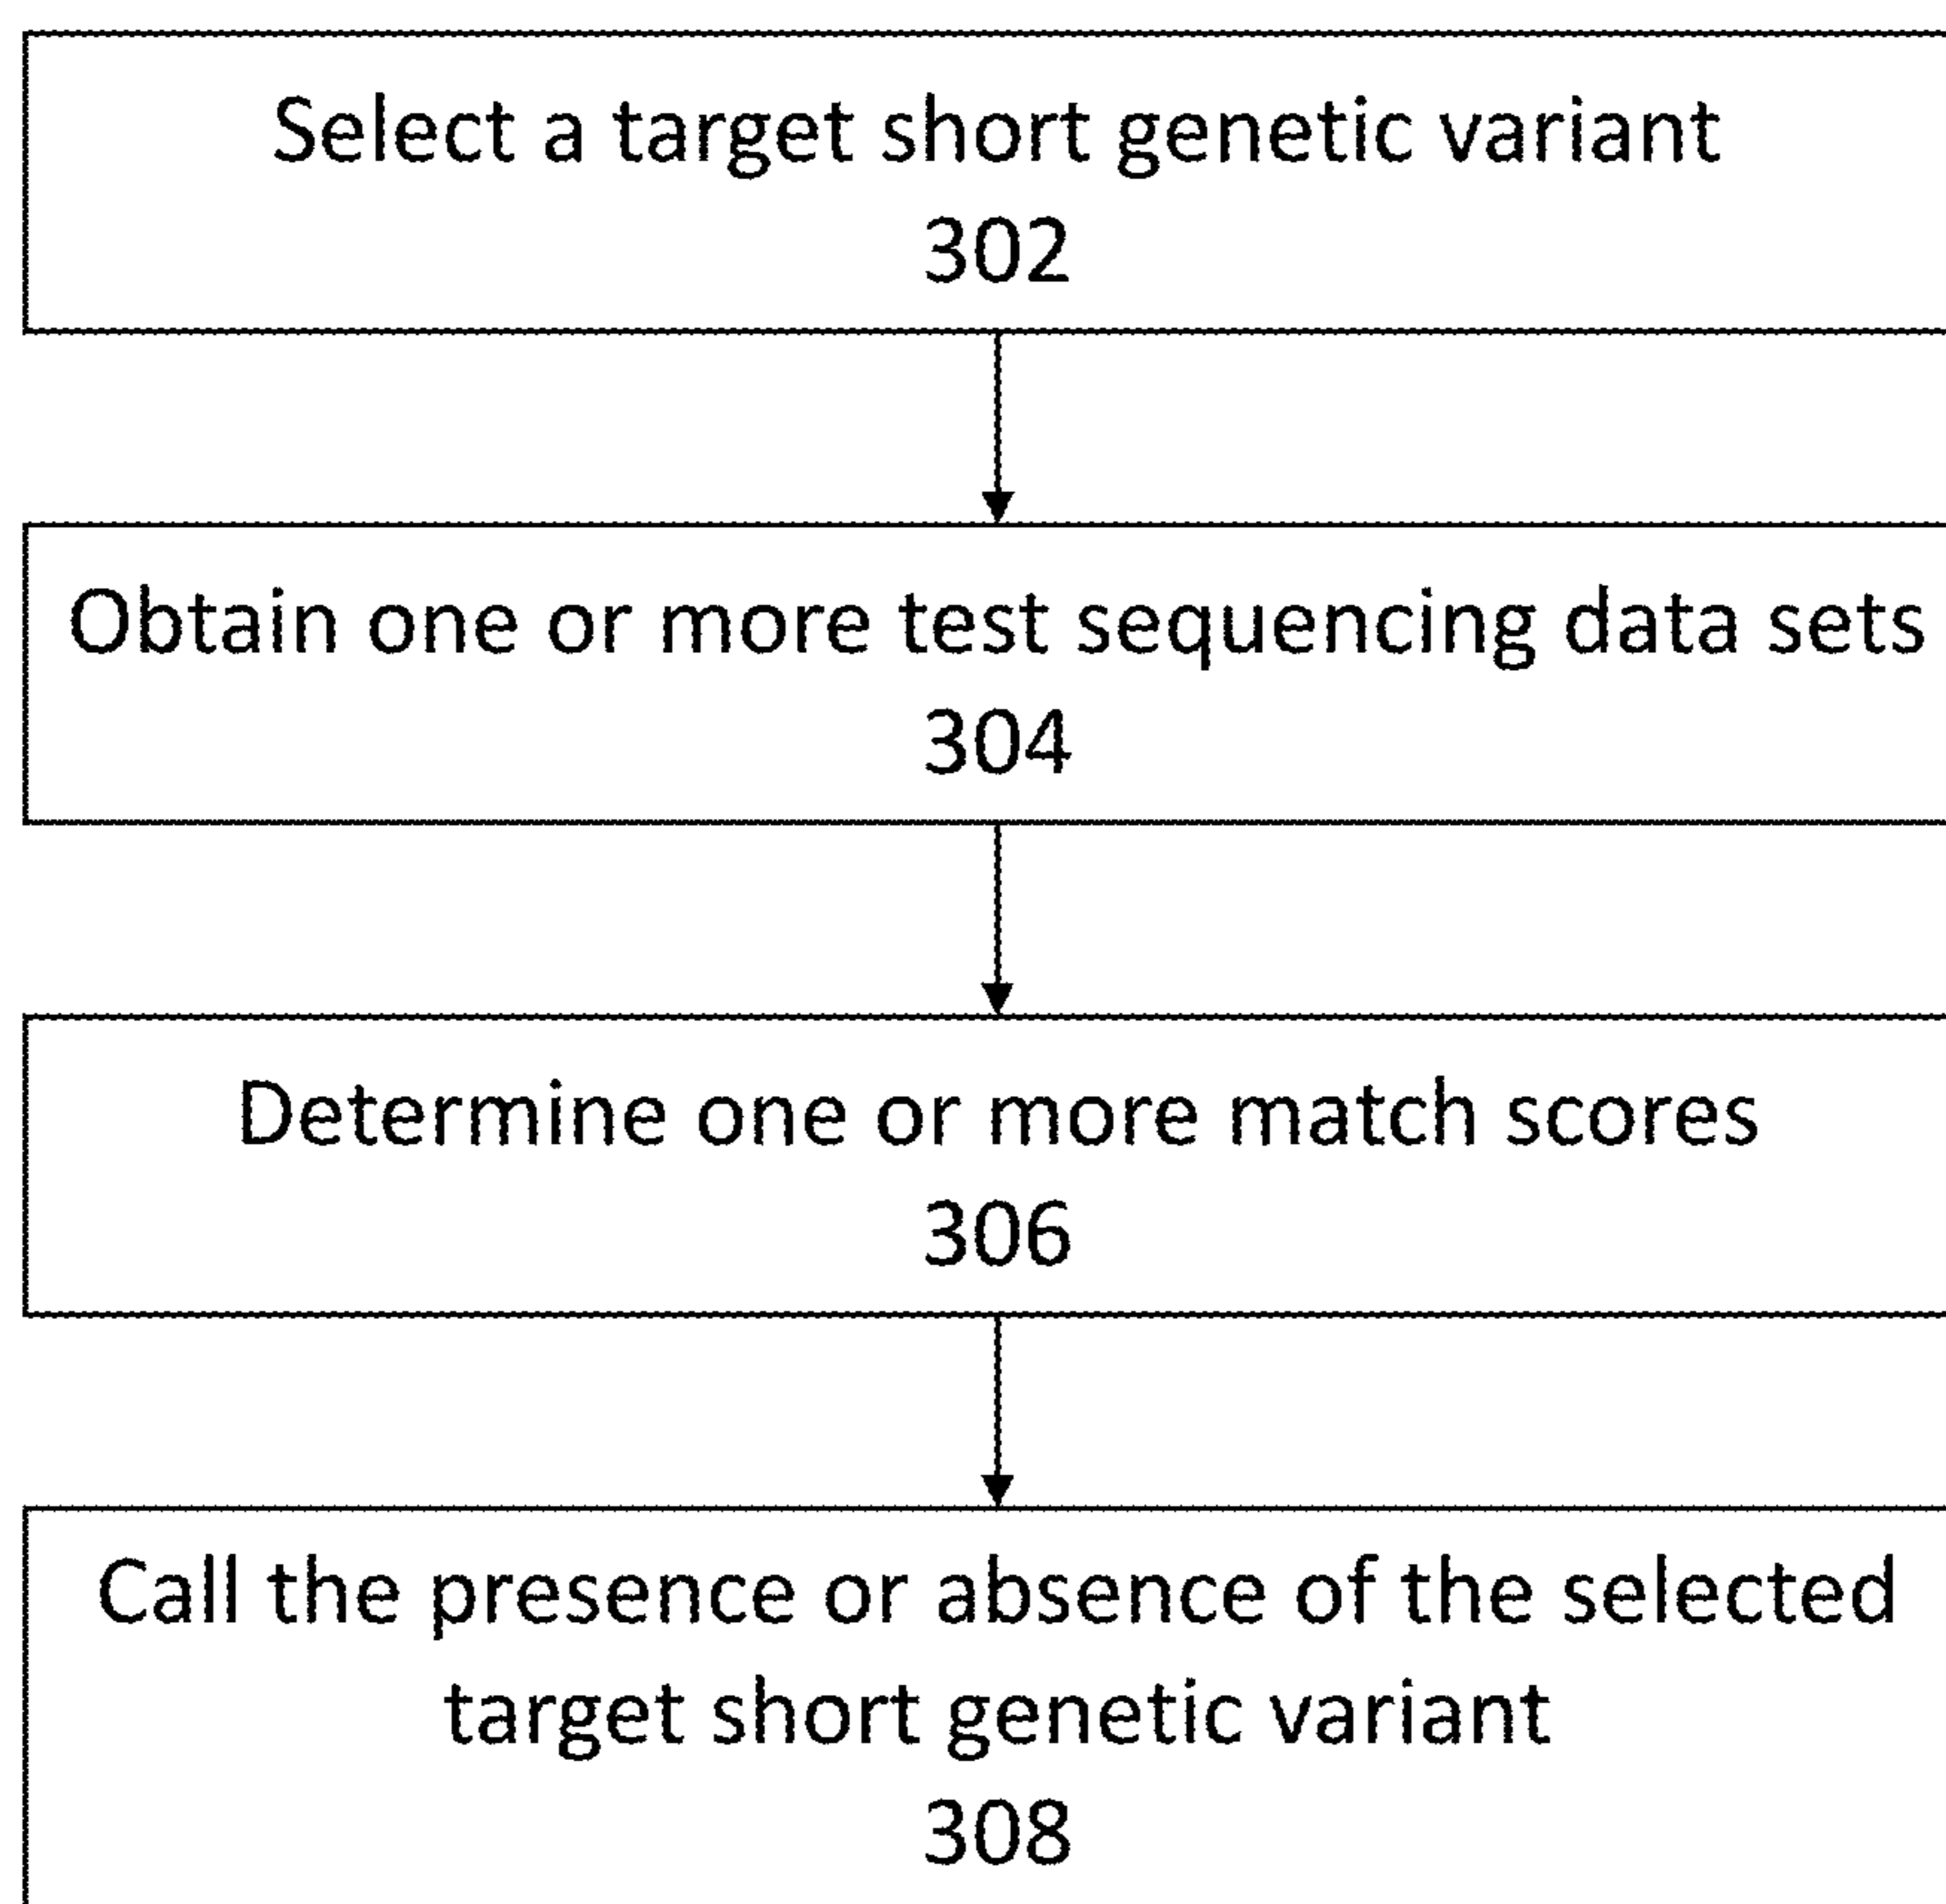 Select a target short genetic variant
302
Obtain one or more test sequencing data sets
304
Determine one or more match scores
306
Call the presence or absence of the selected
target short genetic variant
308